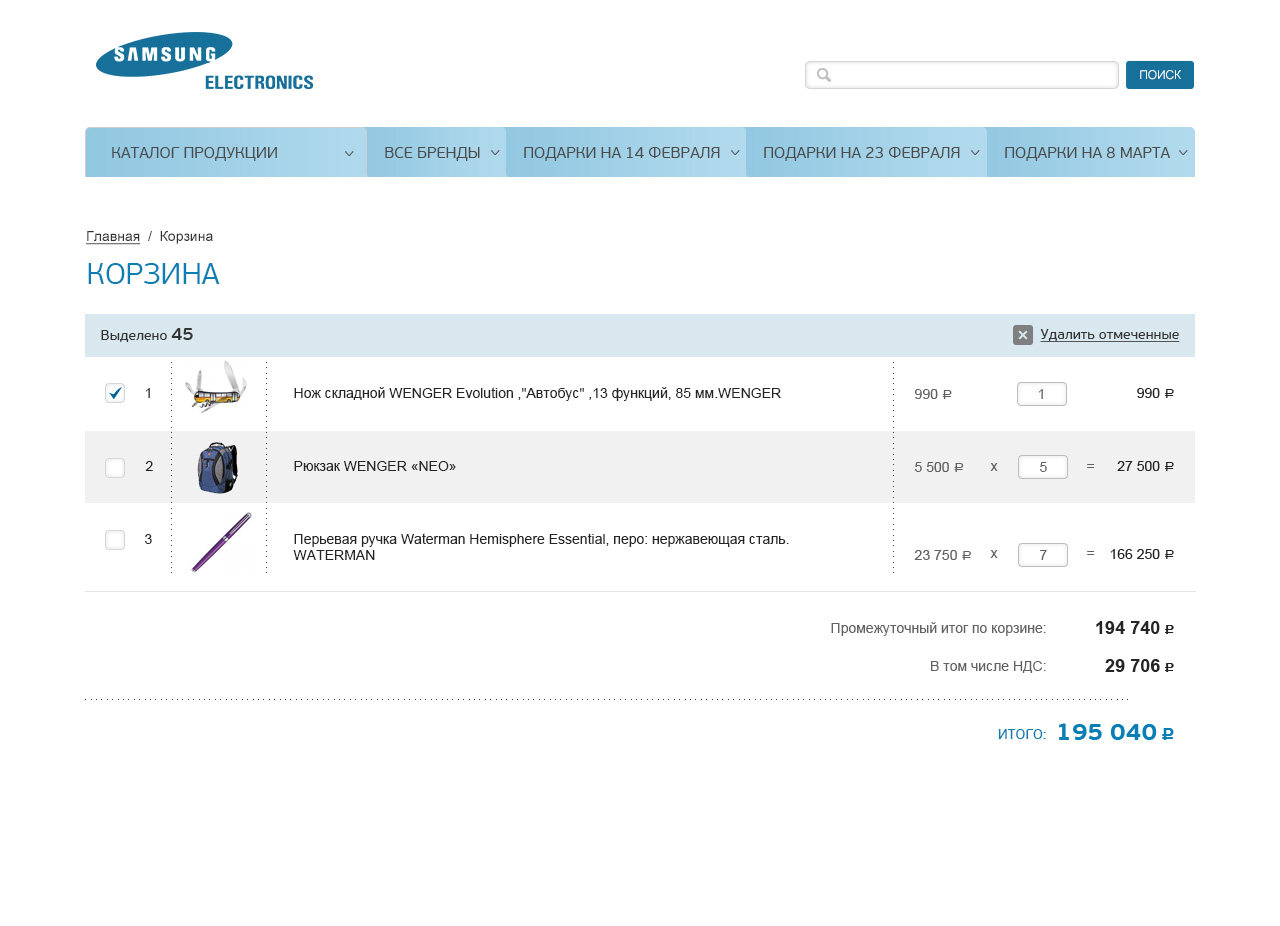 SAMSUNG
ELECTRONICS
ПОИСК
КАТАЛОГ ПРОДУКЦИИ ВСЕ БРЕНДЫ ПОДАРКИ НА 14 ФЕВРАЛЯ ПОДАРКИ НА 23 ФЕВРАЛЯ ПОДАРКИ НА 8 МАРТА
Главная / Корзина
КОРЗИНА
Выделено 45 Удалить отмеченные
1 Нож складной WENGER Evolution ,"Автобус" ,13 функций, 85 мм.WENGER 990 ₽ 1 990 ₽
2 Рюкзак WENGER «NEO» 5 500 ₽ x 5 = 27 500 ₽
3 Перьевая ручка Waterman Hemisphere Essential, перо: нержавеющая сталь.
WATERMAN 23 750 ₽ x 7 = 166 250 ₽
Промежуточный итог по корзине: 194 740 ₽
В том числе НДС: 29 706 ₽
ИТОГО: 195 040 ₽